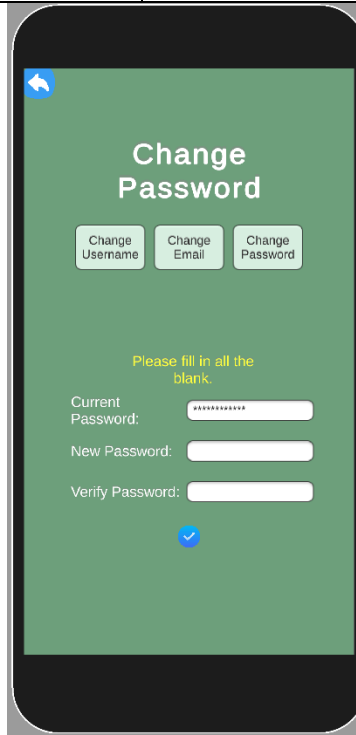 Change
Password
Change
Username
Change
Email
Change
Password
Please fill in all the
blank.
Current
Password:
************
New Password:
Verify Password: